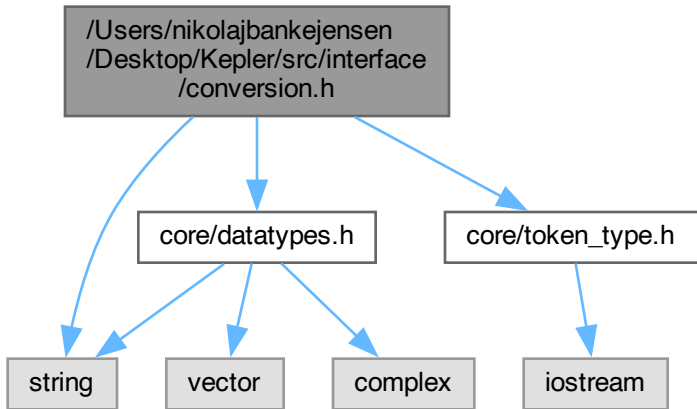 /Users/nikolajbankejensen
/Desktop/Kepler/src/interface
/conversion.h
core/datatypes.h
core/token_type.h
string
vector
complex
iostream